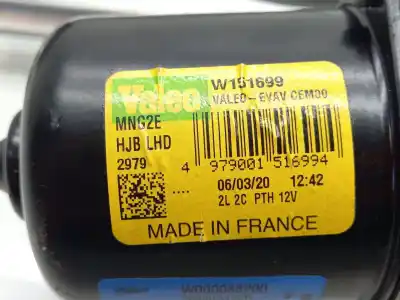 Valeo
W151699
VALEO-EVAV CEM30
MNG2E
HJB LHD
2979
4 979001 516994
....
06/03/20 12:42
2L 2C PTH 12V
MADE IN FRANCE